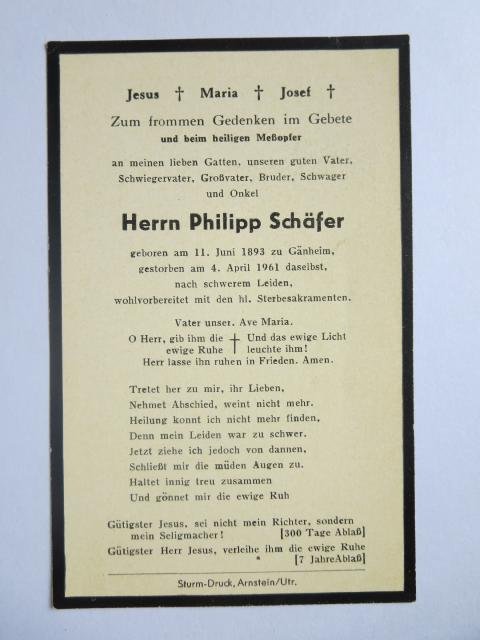 Jesus † Maria † Josef †
Zum frommen Gedenken im Gebete
und beim heiligen Meßopfer
an meinen lieben Gatten, unseren guten Vater,
Schwiegervater, Großvater, Bruder, Schwager
und Onkel
Herrn Philipp Schäfer
geboren am 11. Juni 1893 zu Gänheim,
gestorben am 4. April 1961 daselbst,
nach schwerem Leiden,
wohlvorbereitet mit den hl. Sterbesakramenten.
Vater unser. Ave Maria.
O Herr, gib ihm die † Und das ewige Licht
ewige Ruhe leuchte ihm!
Herr lasse ihn ruhen in Frieden. Amen.
Tretet her zu mir, ihr Lieben,
Nehmet Abschied, weint nicht mehr.
Heilung konnt ich nicht mehr finden,
Denn mein Leiden war zu schwer.
Jetzt ziehe ich jedoch von dannen,
Schließt mir die müden Augen zu.
Haltet innig treu zusammen
Und gönnet mir die ewige Ruh
Gütigster Jesus, sei nicht mein Richter, sondern
mein Seligmacher! [300 Tage Ablaß]
Gütigster Herr Jesus, verleihe ihm die ewige Ruhe
[7 JahreAblaß]
Sturm-Druck, Arnstein/Ufr.